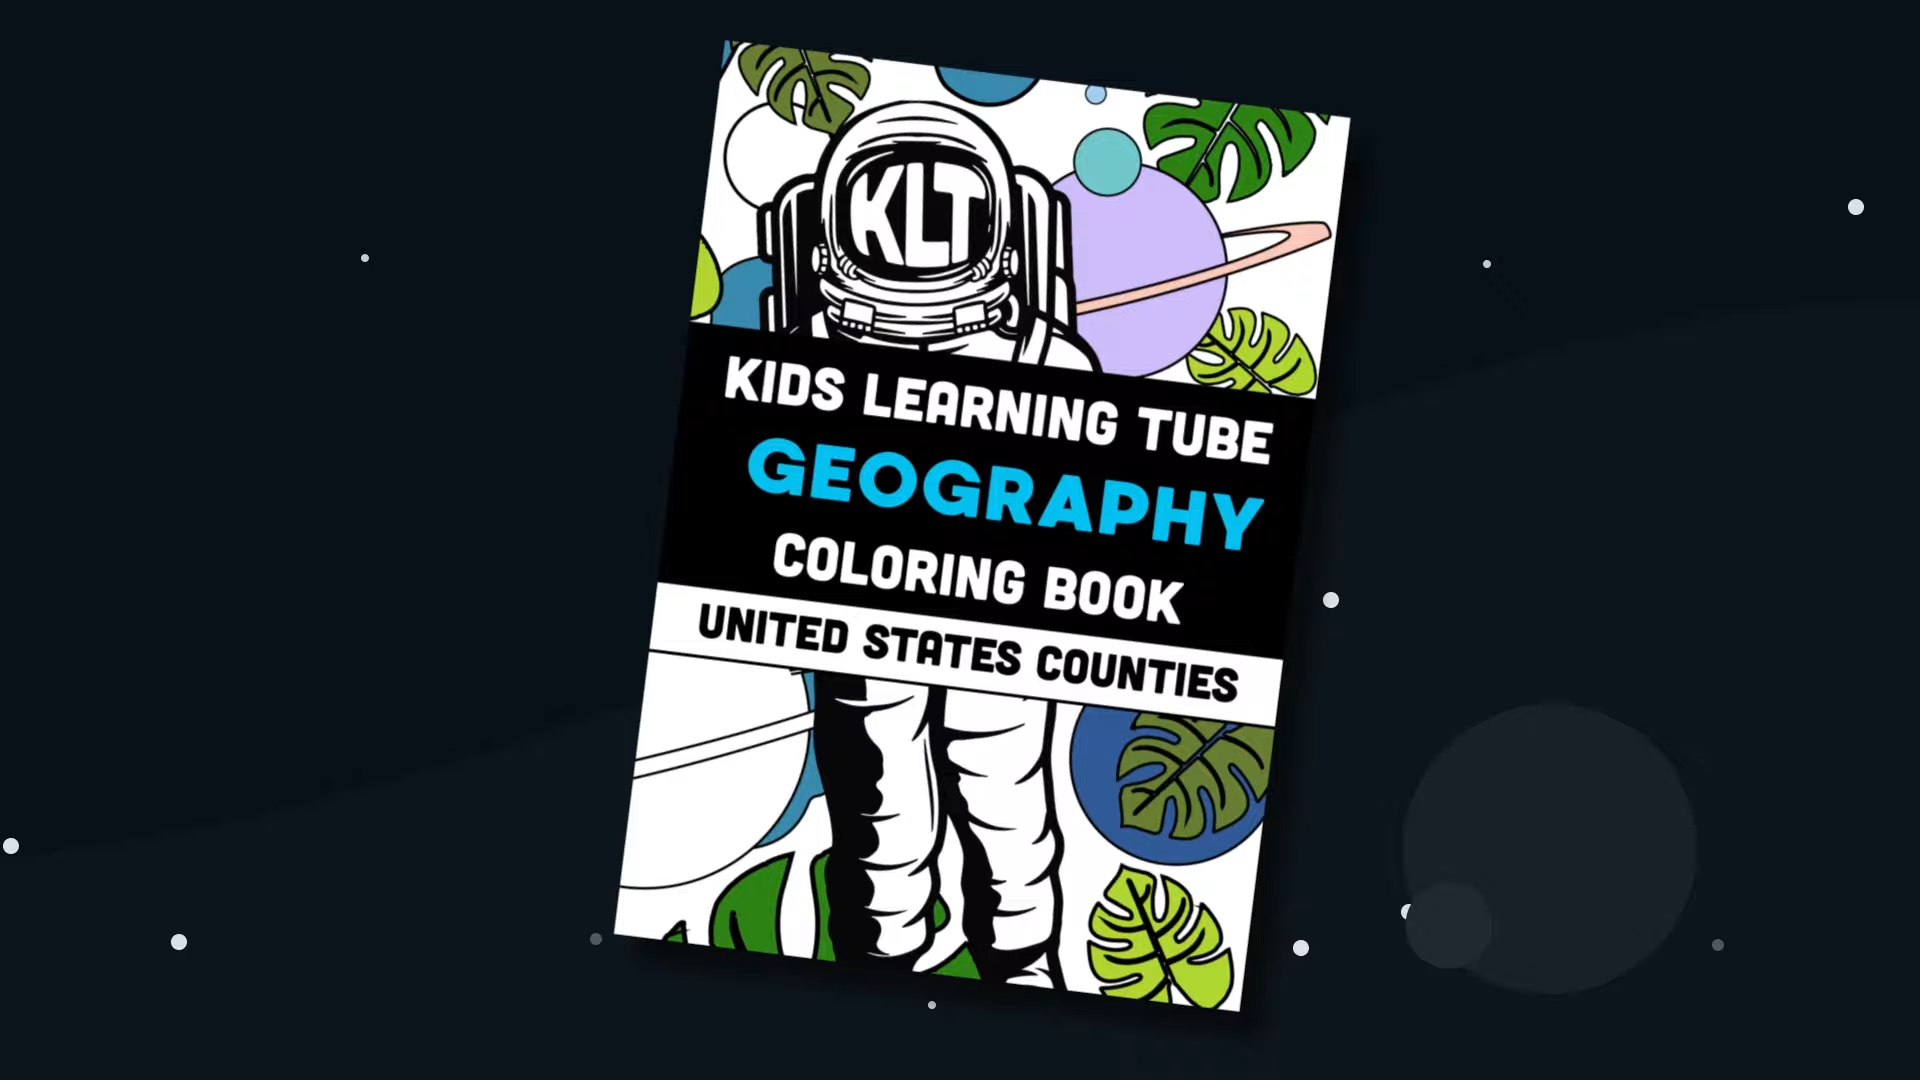 KLT
KIDS LEARNING TUBE
GEOGRAPHY
COLORING BOOK
UNITED STATES COUNTIES